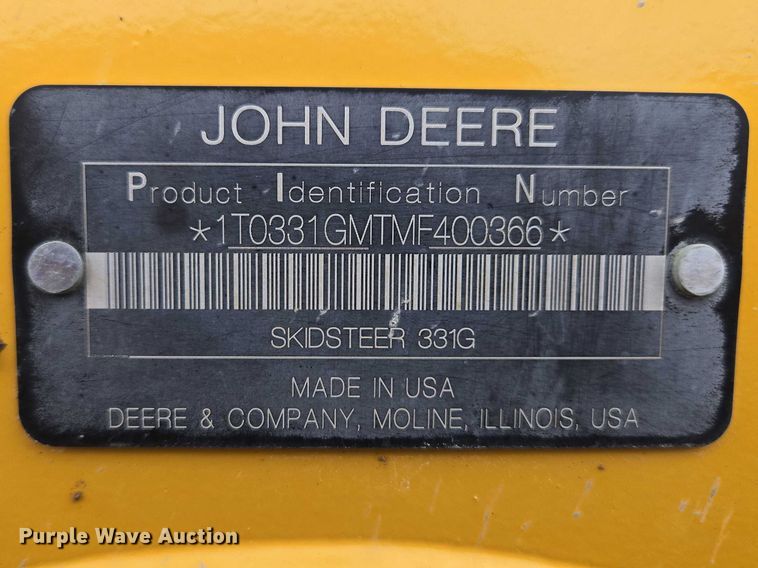 JOHN DEERE
Product Identification Number
*1T0331GMTMF400366*
SKIDSTEER 331G
MADE IN USA
DEERE & COMPANY, MOLINE, ILLINOIS, USA
Purple Wave Auction®